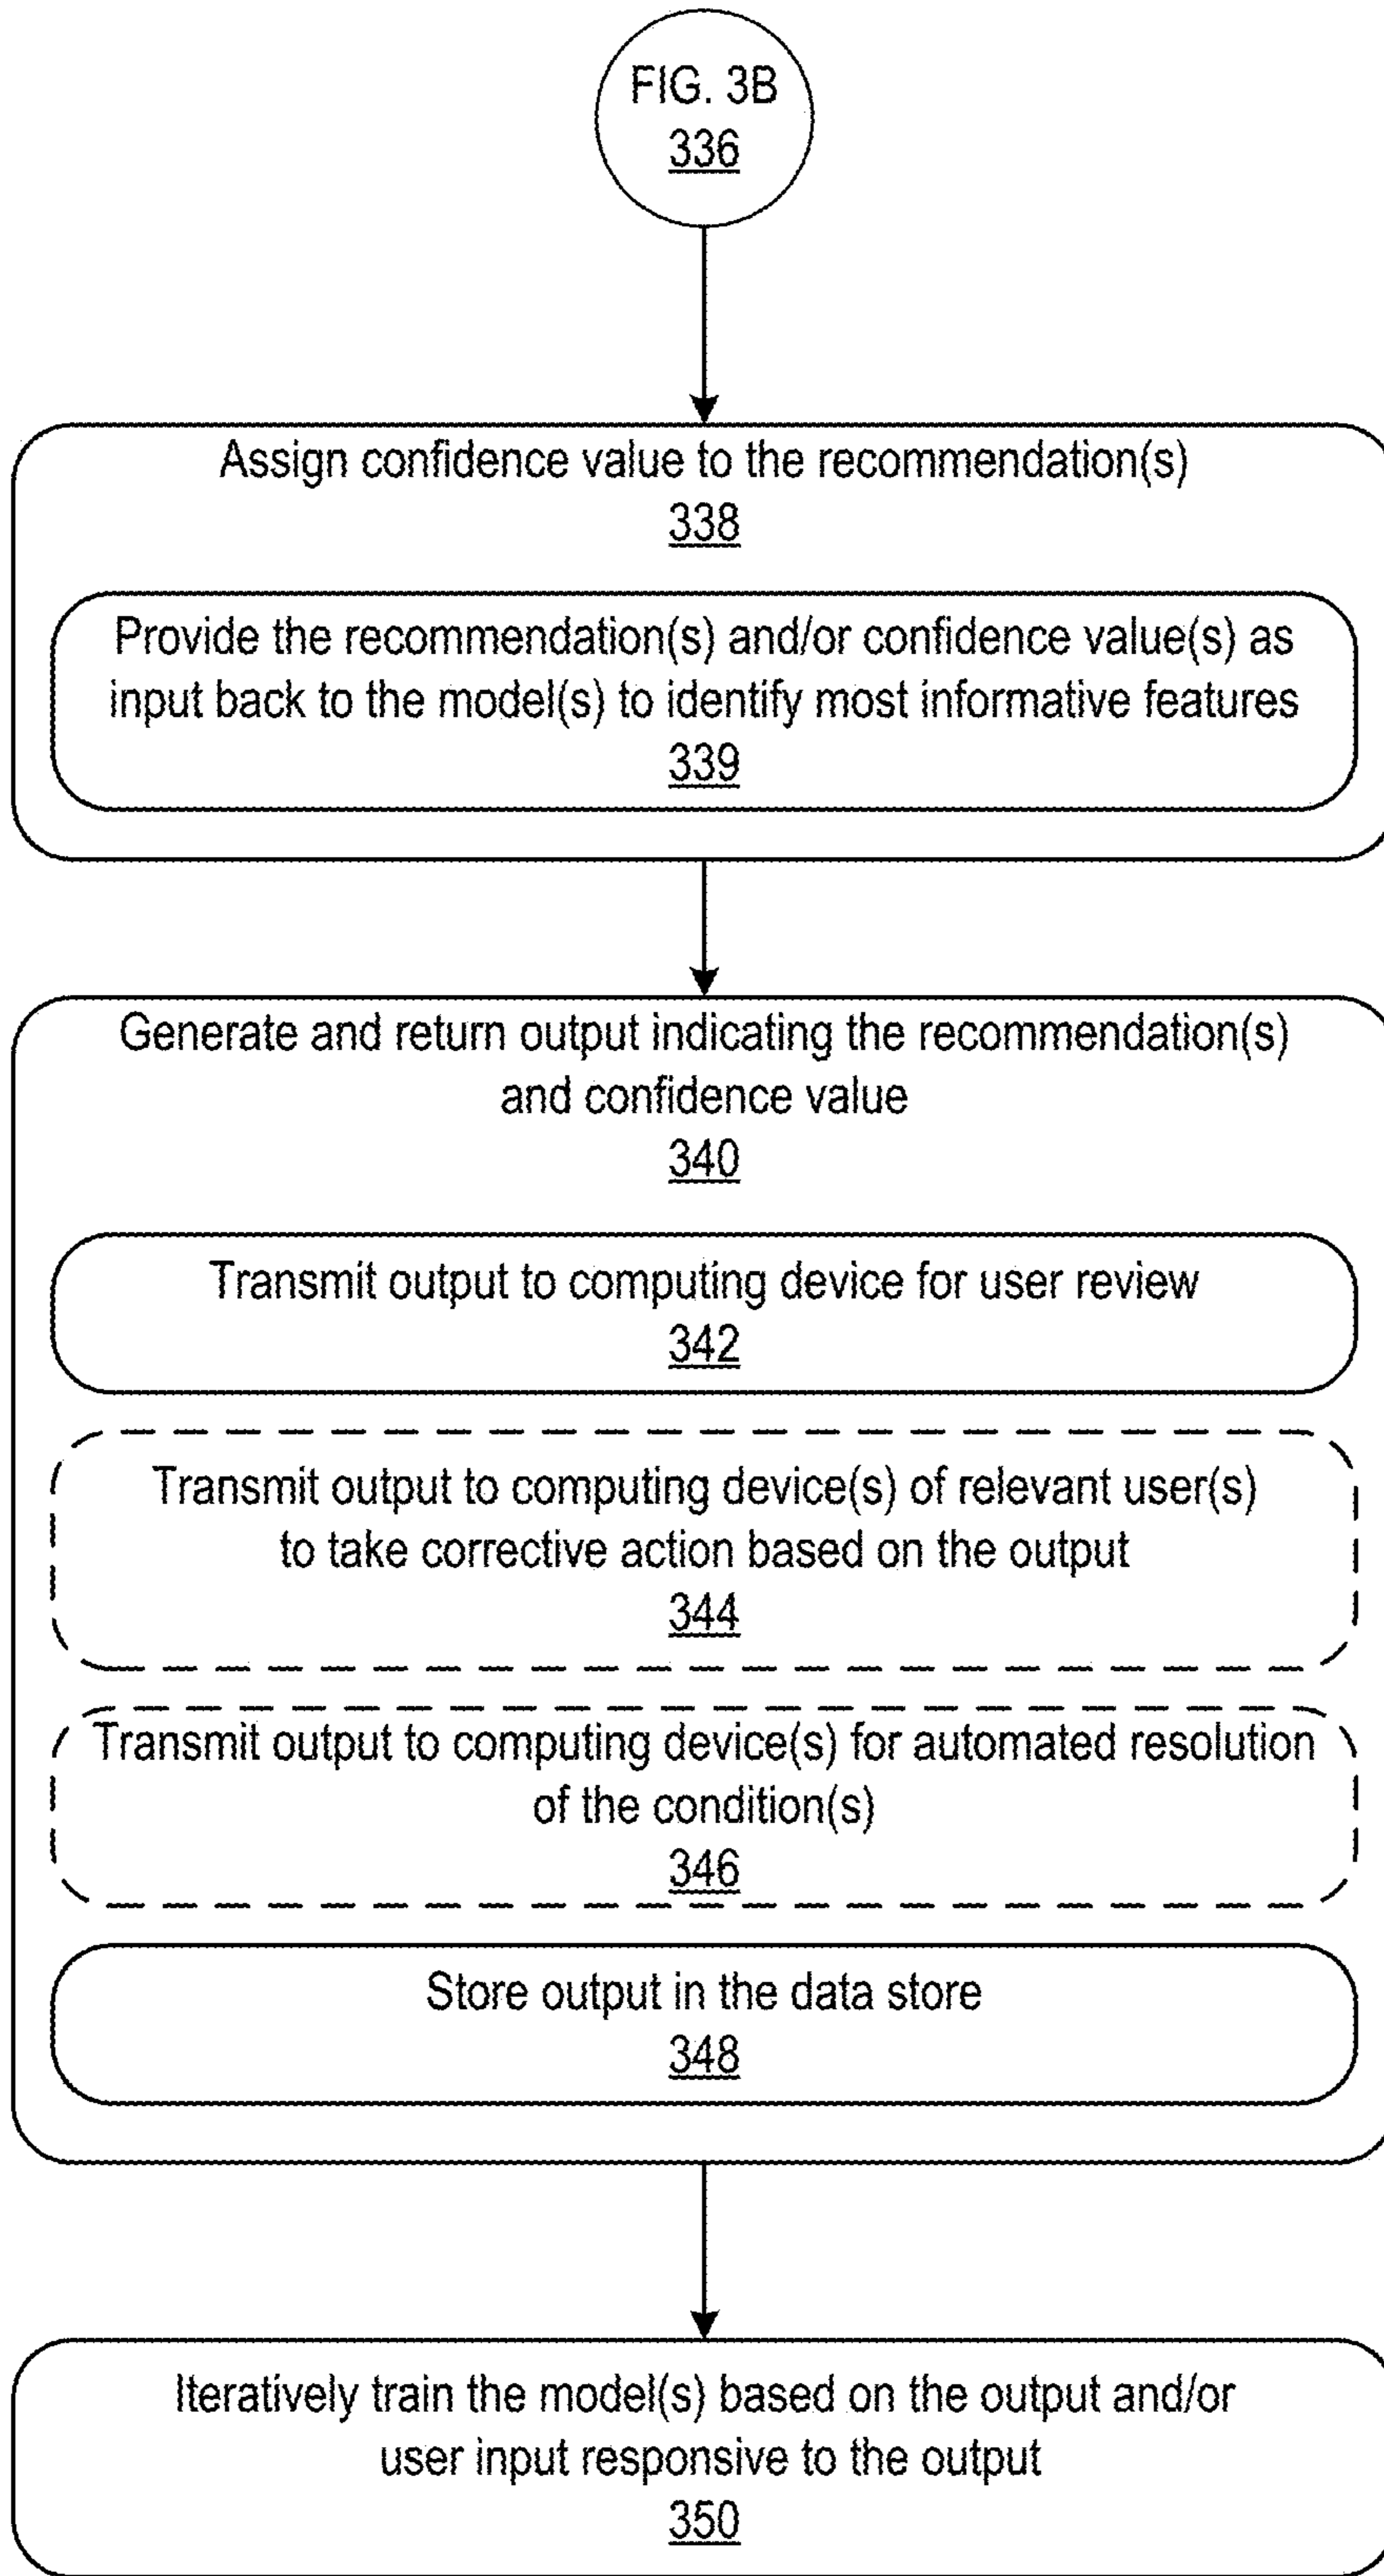 FIG. 3B
336
Assign confidence value to the recommendation(s)
338
Provide the recommendation(s) and/or confidence value(s) as
input back to the model(s) to identify most informative features
339
Generate and return output indicating the recommendation(s)
and confidence value
340
Transmit output to computing device for user review
342
Transmit output to computing device(s) of relevant user(s)
to take corrective action based on the output
344
Transmit output to computing device(s) for automated resolution
of the condition(s)
346
Store output in the data store
348
Iteratively train the model(s) based on the output and/or
user input responsive to the output
350